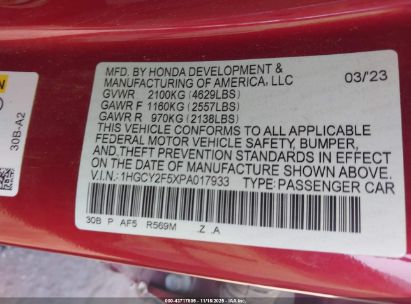 MFD. BY HONDA DEVELOPMENT &
MANUFACTURING OF AMERICA, LLC
03/23
GVWR 2100KG (4629LBS)
GAWR F 1160KG (2557LBS)
GAWR R 970KG (2138LBS)
THIS VEHICLE CONFORMS TO ALL APPLICABLE
FEDERAL MOTOR VEHICLE SAFETY, BUMPER,
AND THEFT PREVENTION STANDARDS IN EFFECT
ON THE DATE OF MANUFACTURE SHOWN ABOVE.
V.I.N.: 1HGCY2F5XPA017933 TYPE: PASSENGER CAR
30B P AF5 R569M .Z .A
30B-A2